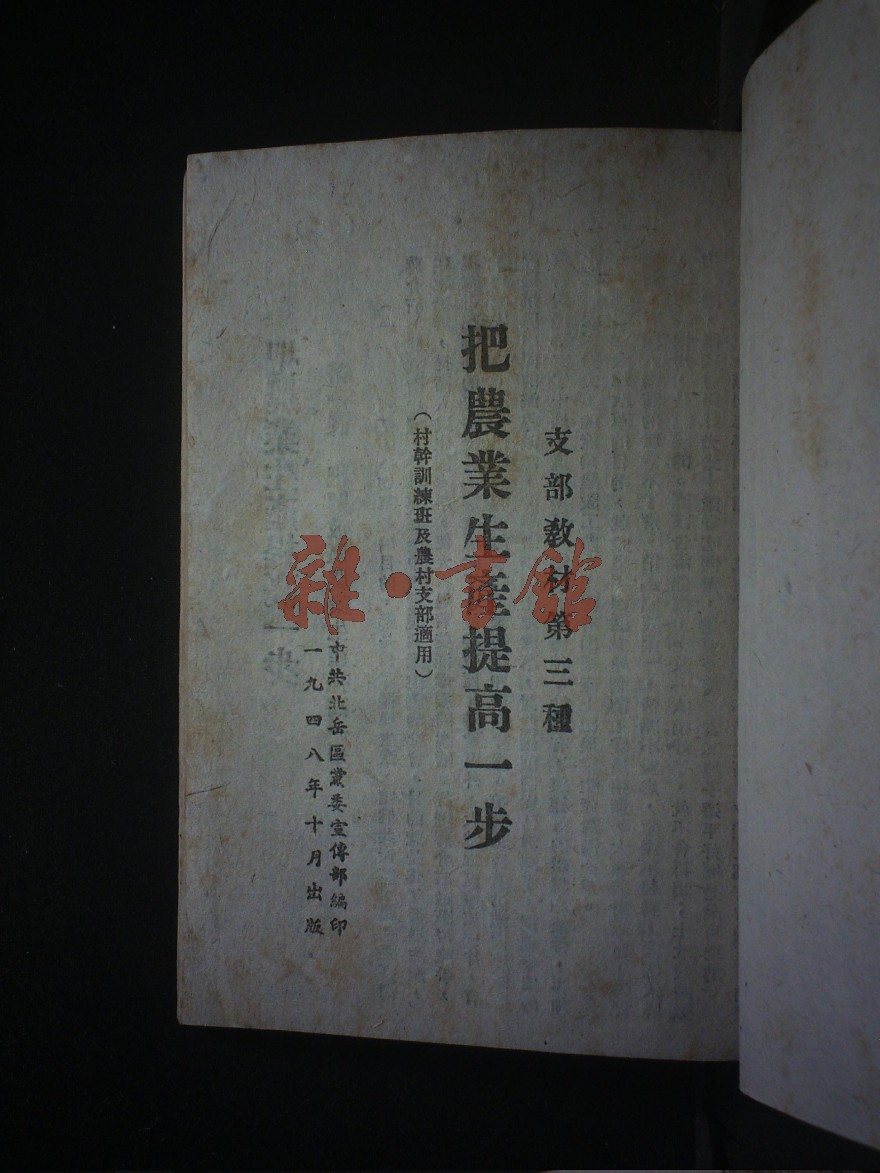 支部敎材第三種
把農業生產提高一步
（村幹訓練班及農村支部適用）
中共北岳區黨委宣傳部編印
一九四八年十月出版
雜·書館